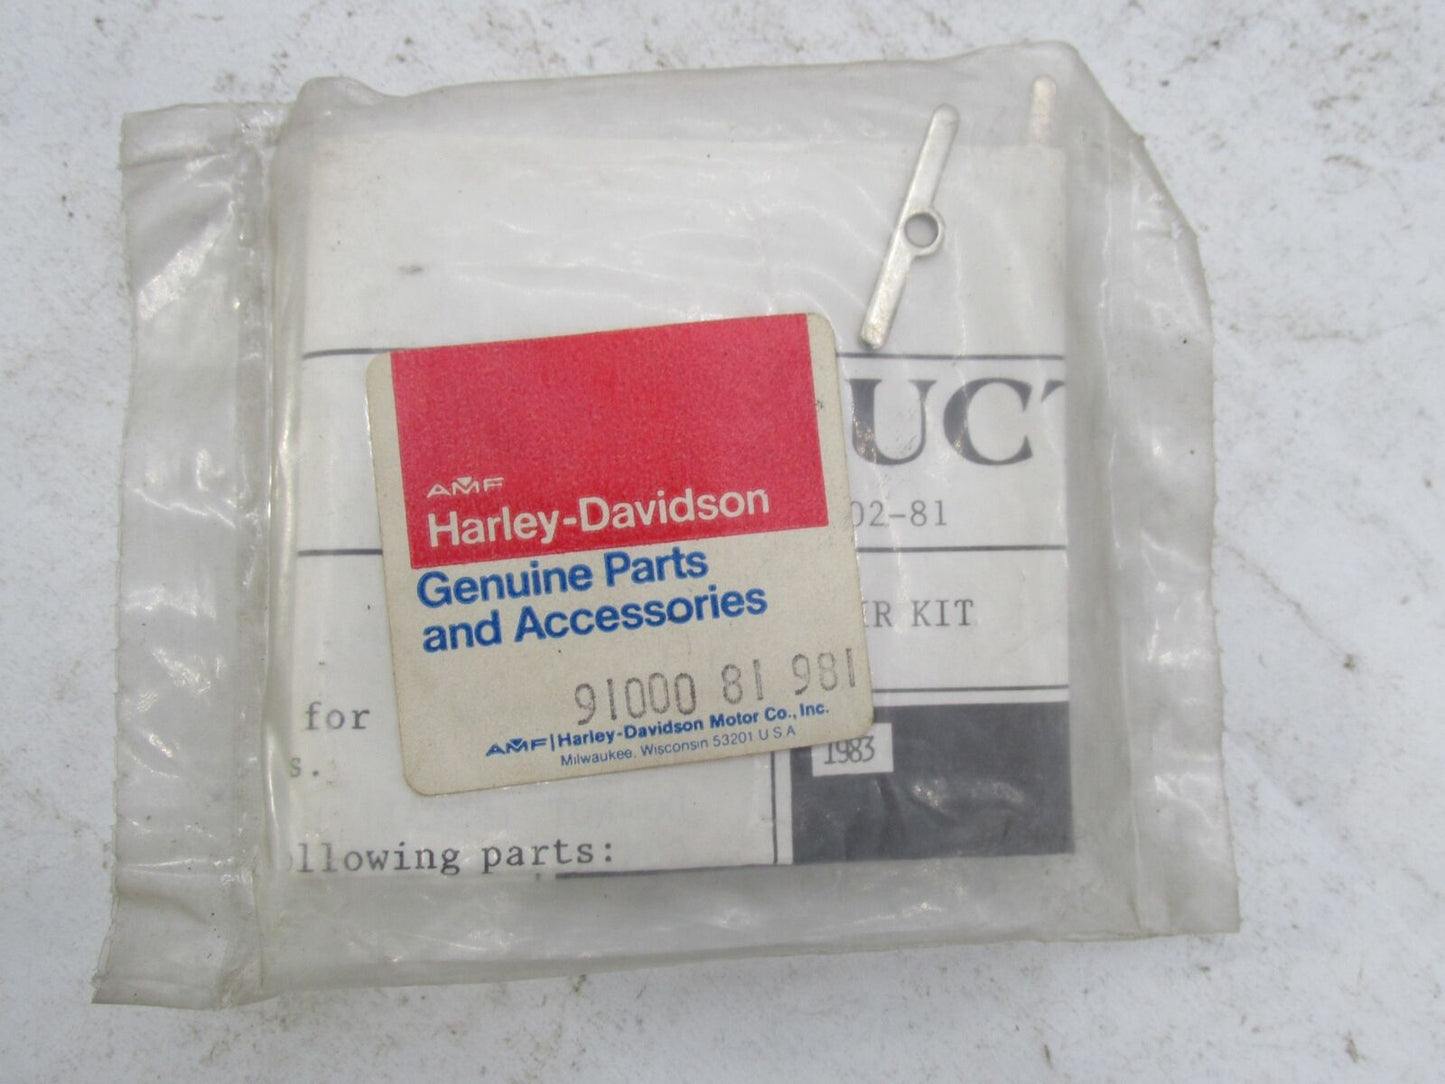 UCT
02-81
IR KIT
AMF
Harley-Davidson
Genuine Parts
and Accessories
91000 81 981
AMF | Harley-Davidson Motor Co., Inc.
Milwaukee, Wisconsin 53201 U S A
for
s.
1983
llowing parts: